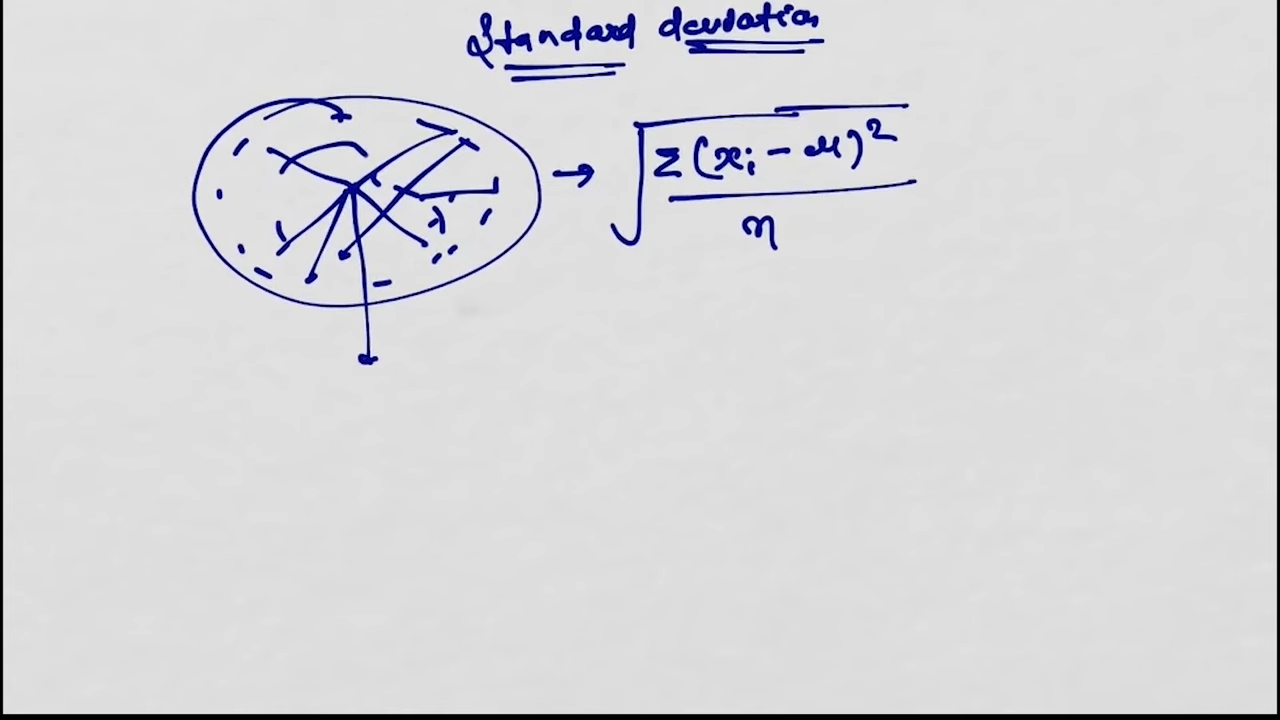 Standard deviation
→ √(Σ(xᵢ - μ)² / n)